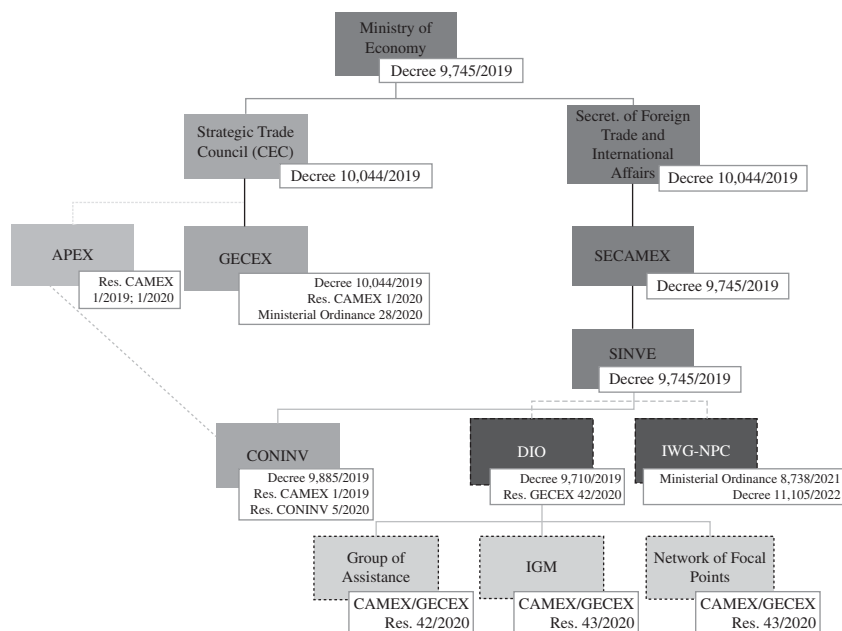 Ministry of
Economy
Decree 9,745/2019
Strategic Trade
Council (CEC)
Decree 10,044/2019
Secret. of Foreign
Trade and
International
Affairs
Decree 10,044/2019
APEX
Res. CAMEX
1/2019; 1/2020
GECEX
Decree 10,044/2019
Res. CAMEX 1/2020
Ministerial Ordinance 28/2020
SECAMEX
Decree 9,745/2019
SINVE
Decree 9,745/2019
CONINV
Decree 9,885/2019
Res. CAMEX 1/2019
Res. CONINV 5/2020
DIO
Decree 9,710/2019
Res. GECEX 42/2020
IWG-NPC
Ministerial Ordinance 8,738/2021
Decree 11,105/2022
Group of
Assistance
CAMEX/GECEX
Res. 42/2020
IGM
CAMEX/GECEX
Res. 43/2020
Network of Focal
Points
CAMEX/GECEX
Res. 43/2020